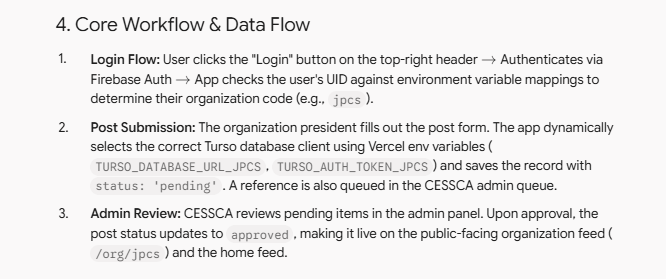 4. Core Workflow & Data Flow
1. Login Flow: User clicks the "Login" button on the top-right header → Authenticates via
Firebase Auth → App checks the user's UID against environment variable mappings to
determine their organization code (e.g., jpcs ).
2. Post Submission: The organization president fills out the post form. The app dynamically
selects the correct Turso database client using Vercel env variables (
TURSO_DATABASE_URL_JPCS , TURSO_AUTH_TOKEN_JPCS ) and saves the record with
status: 'pending' . A reference is also queued in the CESSCA admin queue.
3. Admin Review: CESSCA reviews pending items in the admin panel. Upon approval, the
post status updates to approved , making it live on the public-facing organization feed (
/org/jpcs ) and the home feed.